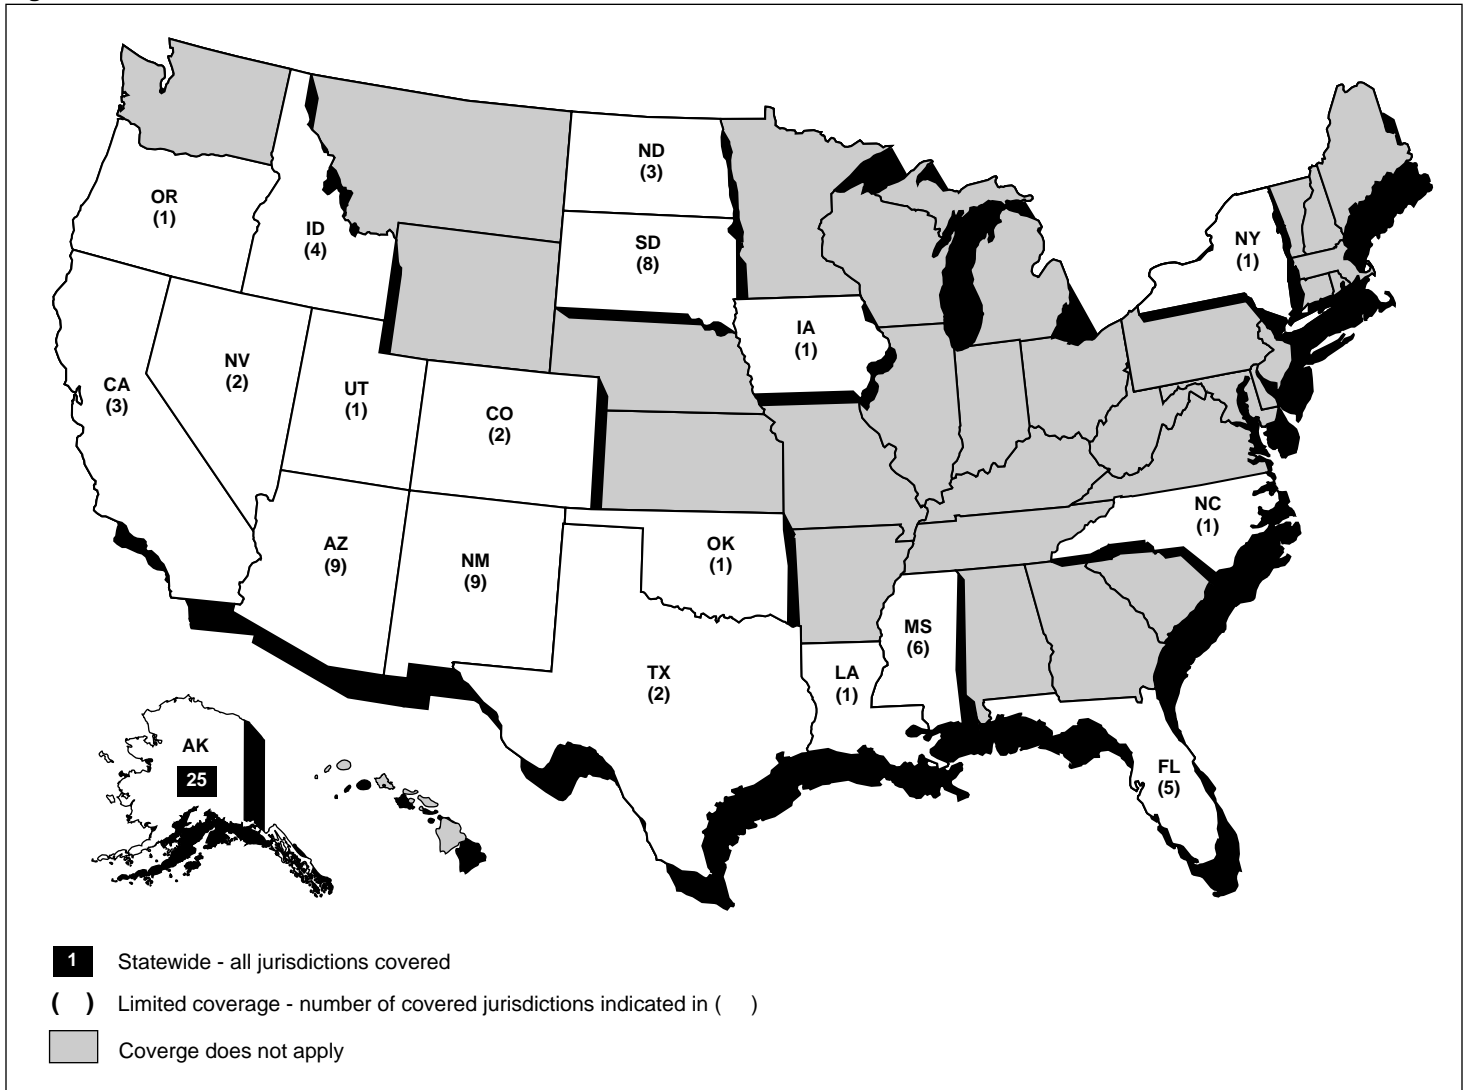 ND
(3)
OR
(1)
ID
(4)
SD
(8)
NY
(1)
IA
(1)
NV
(2)
CA
(3)
UT
(1)
CO
(2)
NC
(1)
AZ
(9)
NM
(9)
OK
(1)
MS
(6)
TX
(2)
LA
(1)
AK
25
FL
(5)
1 Statewide - all jurisdictions covered
( ) Limited coverage - number of covered jurisdictions indicated in ( )
Coverge does not apply